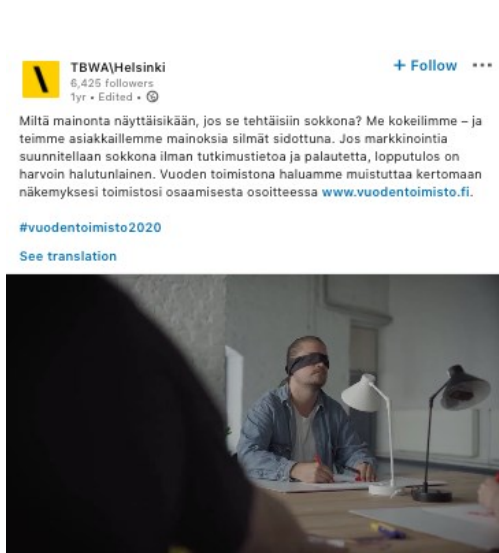 TBWA\Helsinki
+ Follow
6,425 followers
1yr • Edited •
Miltä mainonta näyttäisikään, jos se tehtäisiin sokkona? Me kokeilimme – ja
teimme asiakkaillemme mainoksia silmät sidottuna. Jos markkinointia
suunnitellaan sokkona ilman tutkimustietoa ja palautetta, lopputulos on
harvoin halutunlainen. Vuoden toimistona haluamme muistuttaa kertomaan
näkemyksesi toimistosi osaamisesta osoitteessa www.vuodentoimisto.fi.
#vuodentoimisto2020
See translation